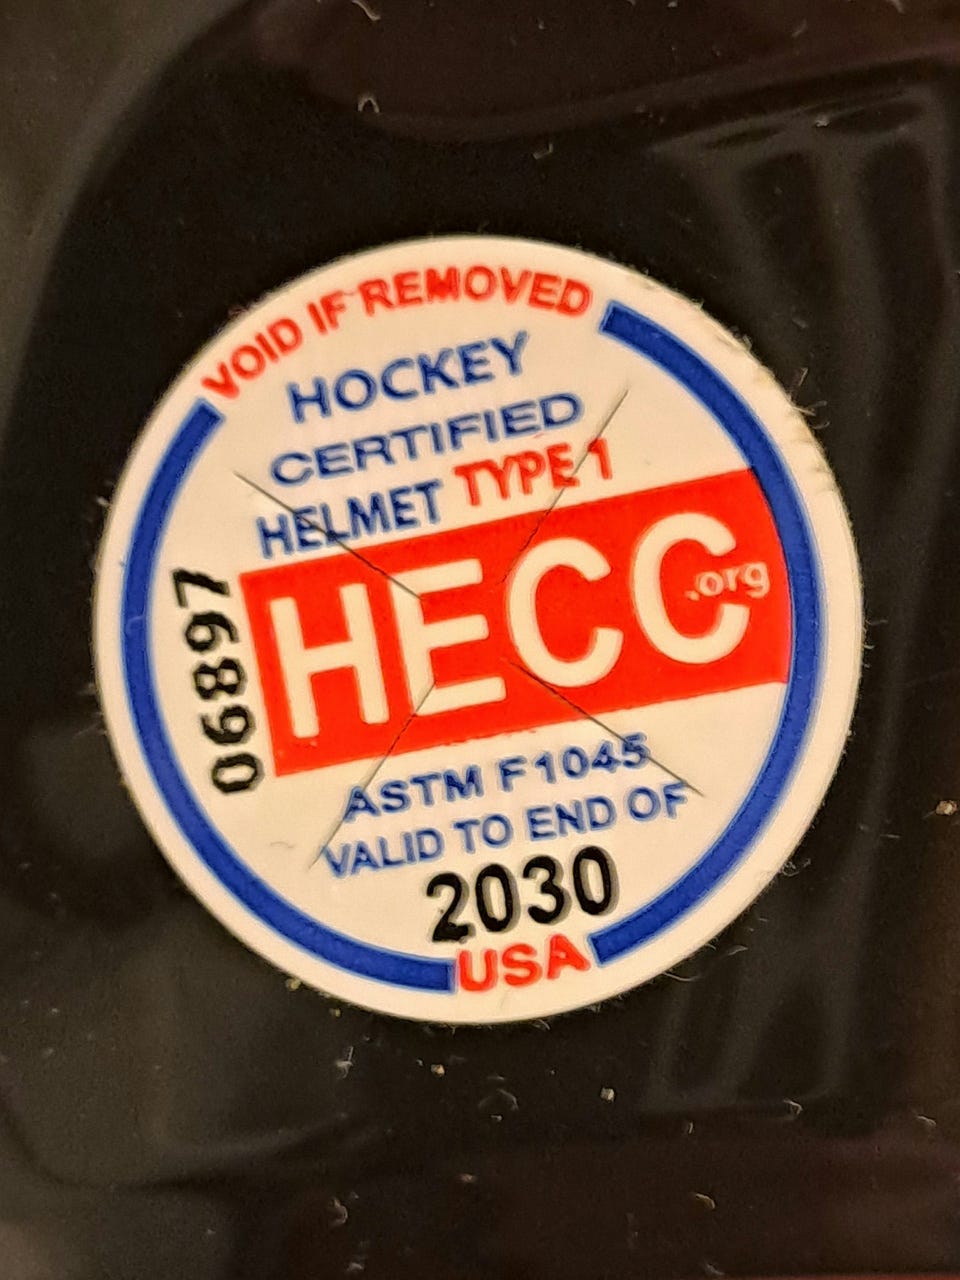 VOID IF REMOVED
HOCKEY
CERTIFIED
HELMET TYPE 1
HECC .org
06897
ASTM F1045
VALID TO END OF
2030
USA